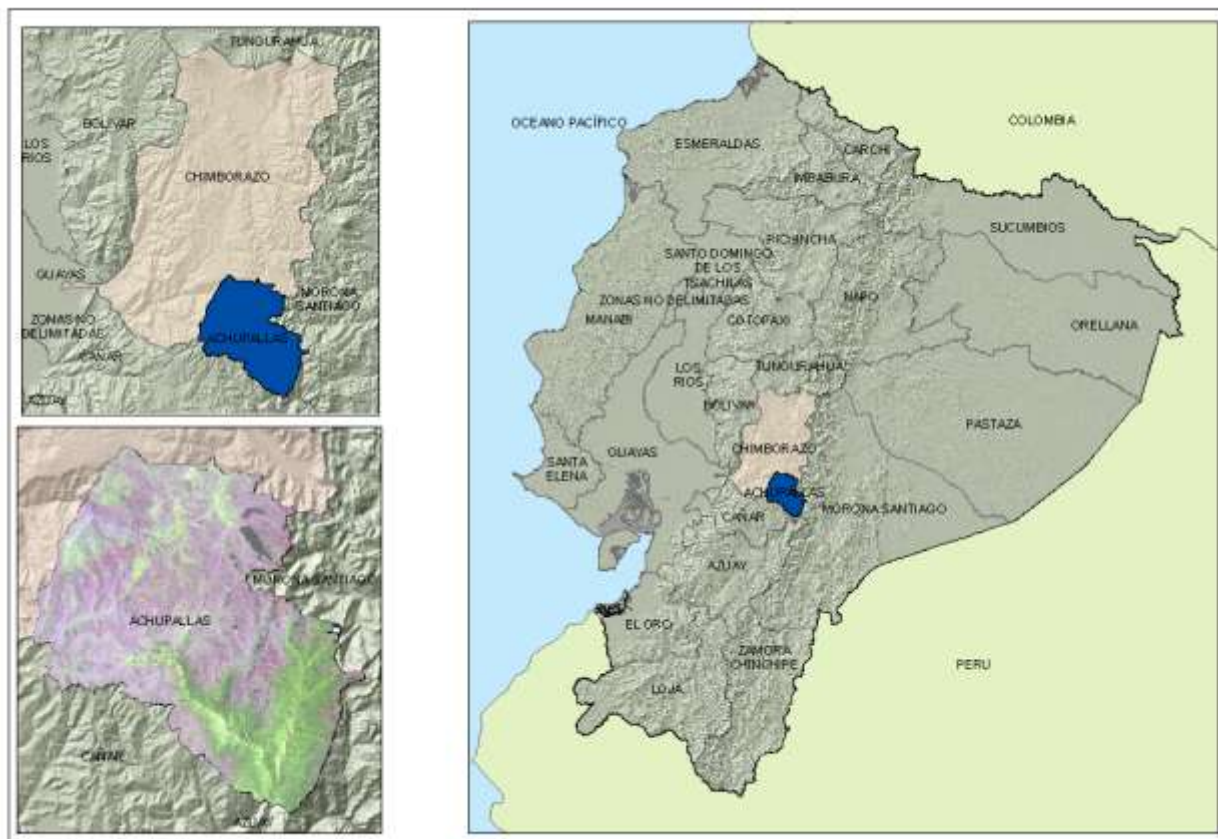 TUNGURAHUA
BOLIVAR
LOS
RIOS
CHIMBORAZO
GUAYAS
MORONA
SANTIAGO
ZONAS NO
DELIMITADAS
ACHUPALLAS
CAÑAR
AZUAY
MORONA SANTIAGO
ACHUPALLAS
CAÑAR
AZUAY
OCEANO PACÍFICO
COLOMBIA
ESMERALDAS
CARCHI
IMBABURA
SUCUMBIOS
PICHINCHA
SANTO DOMINGO
DE LOS
TSACHILAS
ZONAS NO DELIMITADAS
NAPO
MANABI
COTOPAXI
ORELLANA
LOS
RIOS
TUNGURAHUA
BOLIVAR
PASTAZA
CHIMBORAZO
GUAYAS
SANTA
ELENA
ACHUPALLAS
MORONA SANTIAGO
CAÑAR
AZUAY
EL ORO
ZAMORA
CHINCHIPE
PERU
LOJA